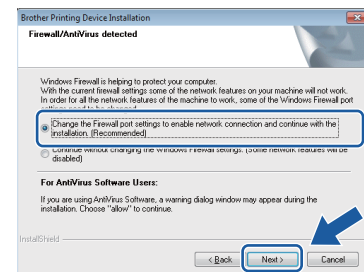 Brother Printing Device Installation
Firewall/AntiVirus detected
Windows Firewall is helping to protect your computer.
With the current firewall settings some of the network features on your machine will not work.
In order for all the network features of the machine to work, some of the Windows Firewall port
settings need to be changed.
Change the Firewall port settings to enable network connection and continue with the
installation. (Recommended)
Continue without changing the Windows Firewall settings. (Some network features will be
disabled)
For AntiVirus Software Users:
If you are using AntiVirus Software, a warning dialog window may appear during the
installation. Choose "allow" to continue.
InstallShield
< Back
Next >
Cancel